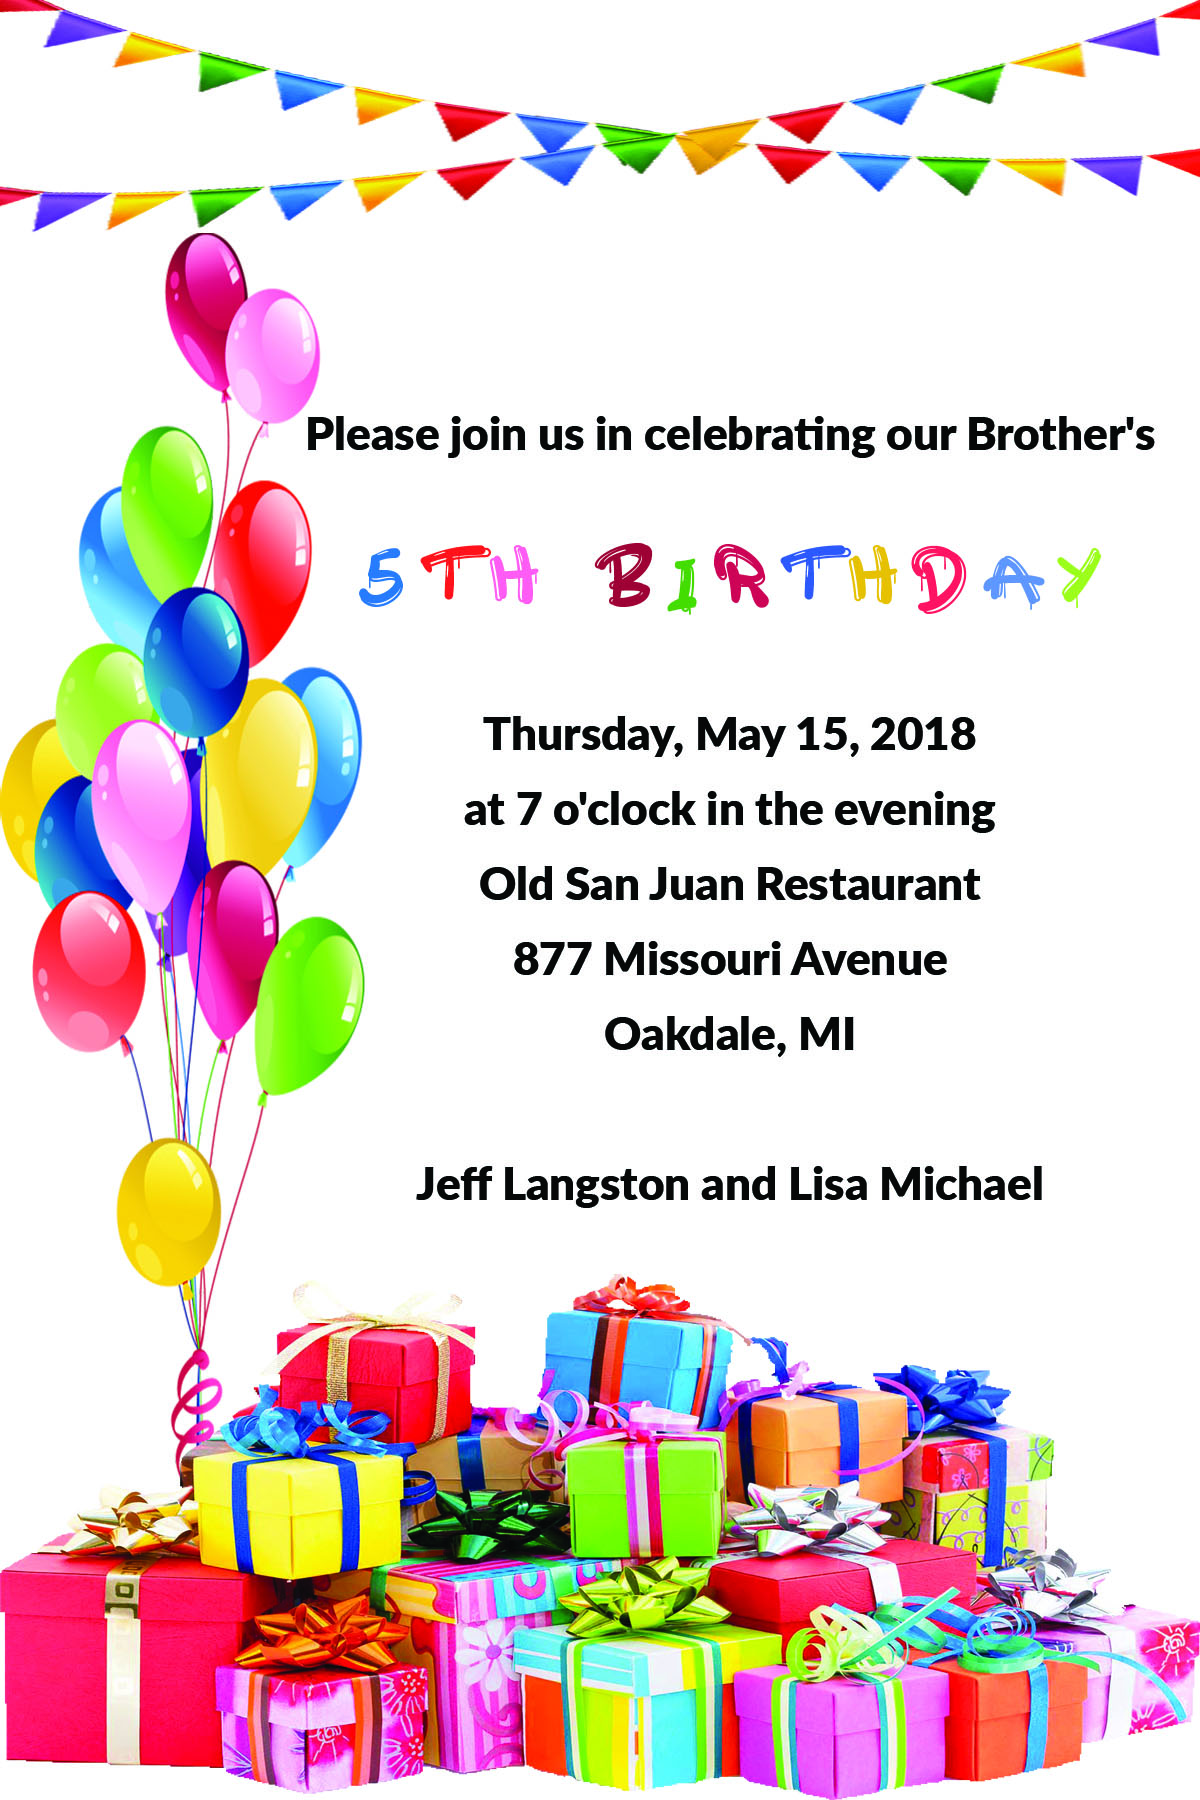 Please join us in celebrating our Brother's
5TH BIRTHDAY
Thursday, May 15, 2018
at 7 o'clock in the evening
Old San Juan Restaurant
877 Missouri Avenue
Oakdale, MI
Jeff Langston and Lisa Michael